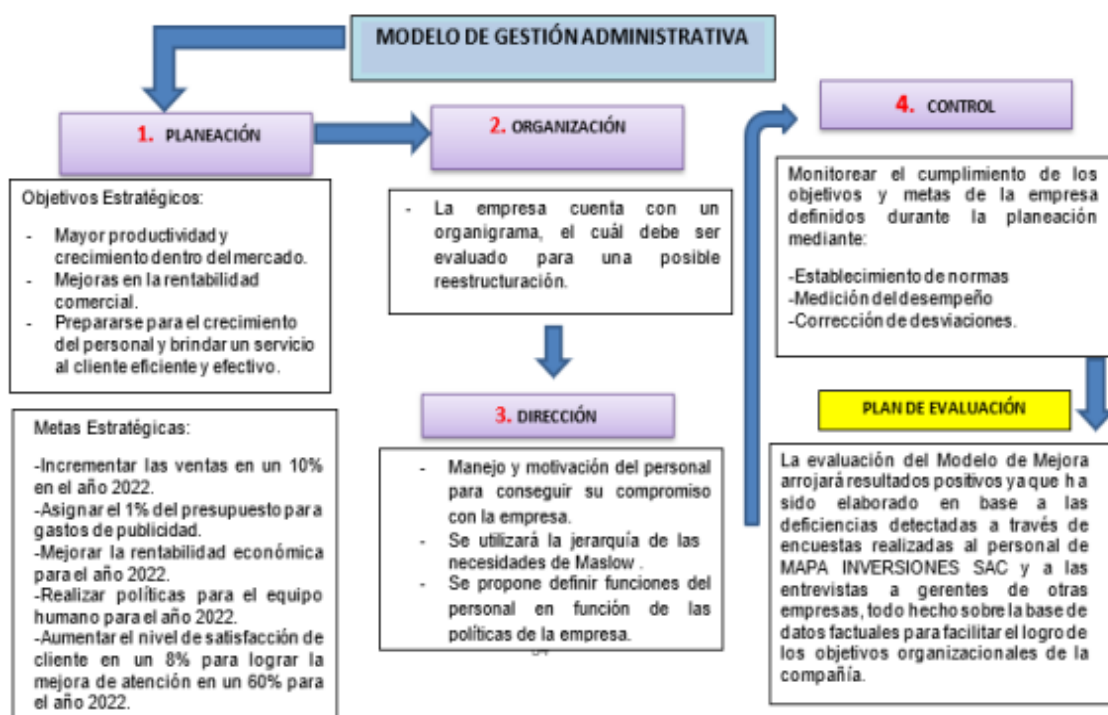 MODELO DE GESTIÓN ADMINISTRATIVA
1. PLANEACIÓN
Objetivos Estratégicos:
- Mayor productividad y
crecimiento dentro del mercado.
- Mejoras en la rentabilidad
comercial.
- Prepararse para el crecimiento
del personal y brindar un servicio
al cliente eficiente y efectivo.
Metas Estratégicas:
-Incrementar las ventas en un 10%
en el año 2022.
-Asignar el 1% del presupuesto para
gastos de publicidad.
-Mejorar la rentabilidad económica
para el año 2022.
-Realizar políticas para el equipo
humano para el año 2022.
-Aumentar el nivel de satisfacción de
cliente en un 8% para lograr la
mejora de atención en un 60% para
el año 2022.
2. ORGANIZACIÓN
- La empresa cuenta con un
organigrama, el cuál debe ser
evaluado para una posible
reestructuración.
3. DIRECCIÓN
- Manejo y motivación del personal
para conseguir su compromiso
con la empresa.
- Se utilizará la jerarquía de las
necesidades de Maslow .
- Se propone definir funciones del
personal en función de las
políticas de la empresa.
4. CONTROL
Monitorear el cumplimiento de los
objetivos y metas de la empresa
definidos durante la planeación
mediante:
-Establecimiento de normas
-Medición del desempeño
-Corrección de desviaciones.
PLAN DE EVALUACIÓN
La evaluación del Modelo de Mejora
arrojará resultados positivos ya que ha
sido elaborado en base a las
deficiencias detectadas a través de
encuestas realizadas al personal de
MAPA INVERSIONES SAC y a las
entrevistas a gerentes de otras
empresas, todo hecho sobre la base de
datos factuales para facilitar el logro de
los objetivos organizacionales de la
compañía.